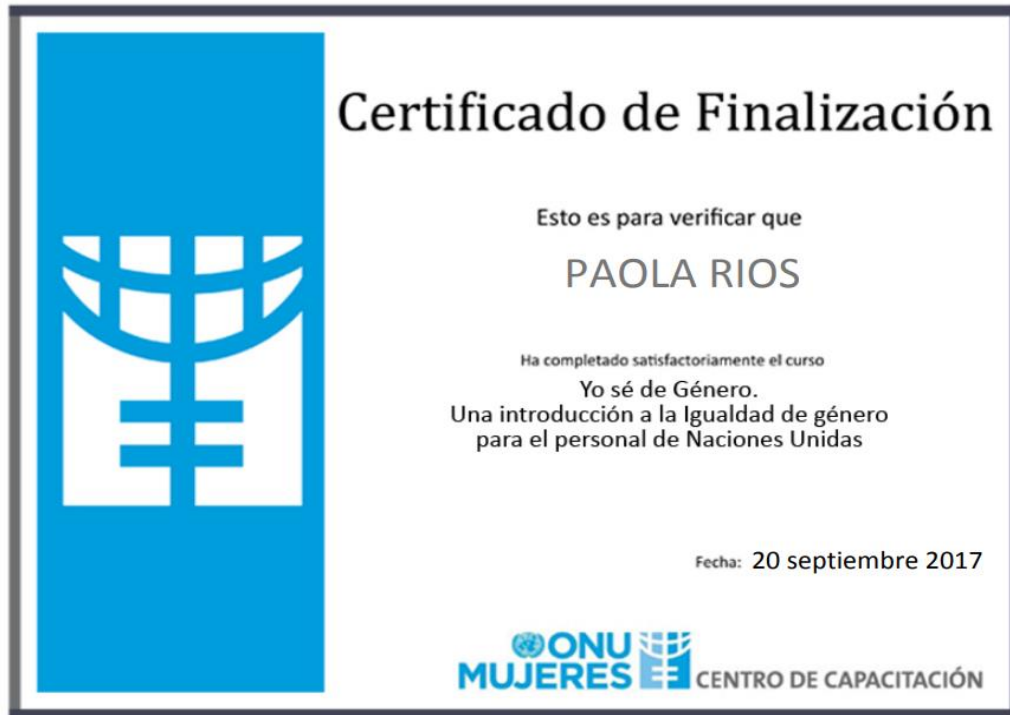 Certificado de Finalización
Esto es para verificar que
PAOLA RIOS
Ha completado satisfactoriamente el curso
Yo sé de Género.
Una introducción a la Igualdad de género
para el personal de Naciones Unidas
Fecha: 20 septiembre 2017
ONU
MUJERES CENTRO DE CAPACITACIÓN